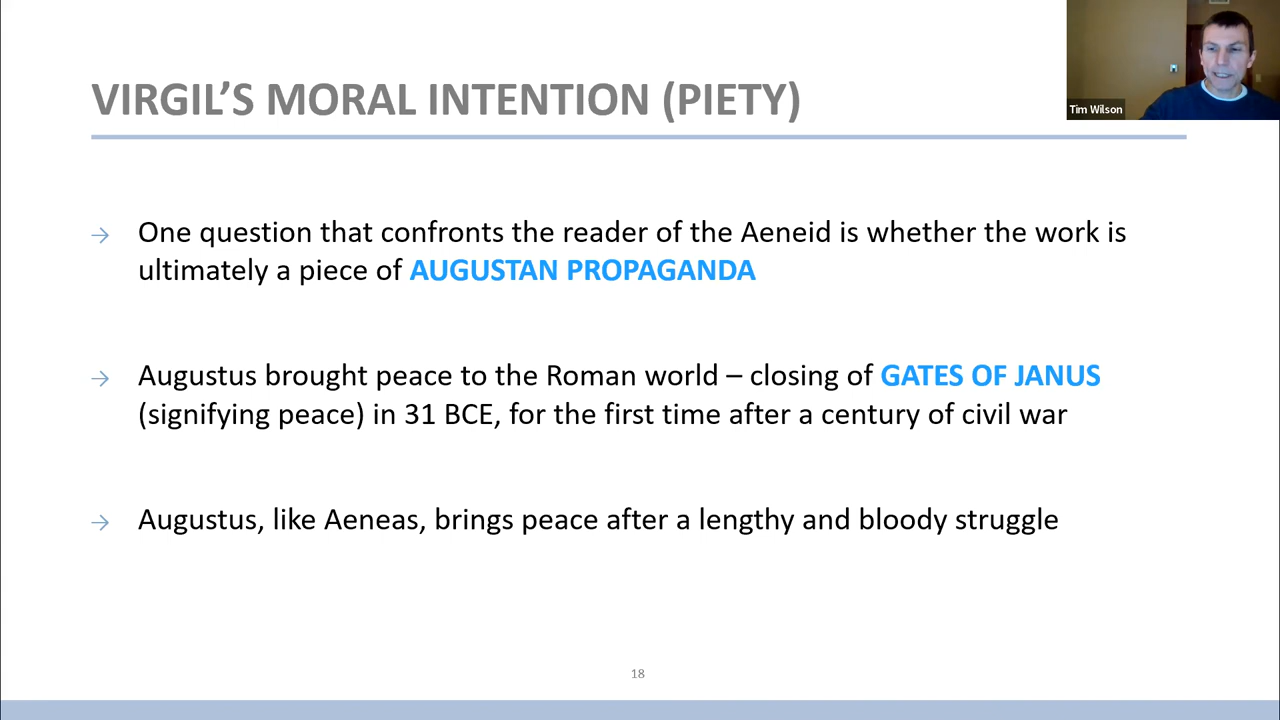 VIRGIL'S MORAL INTENTION (PIETY)
Tim Wilson
→ One question that confronts the reader of the Aeneid is whether the work is
ultimately a piece of AUGUSTAN PROPAGANDA
→ Augustus brought peace to the Roman world – closing of GATES OF JANUS
(signifying peace) in 31 BCE, for the first time after a century of civil war
→ Augustus, like Aeneas, brings peace after a lengthy and bloody struggle
18